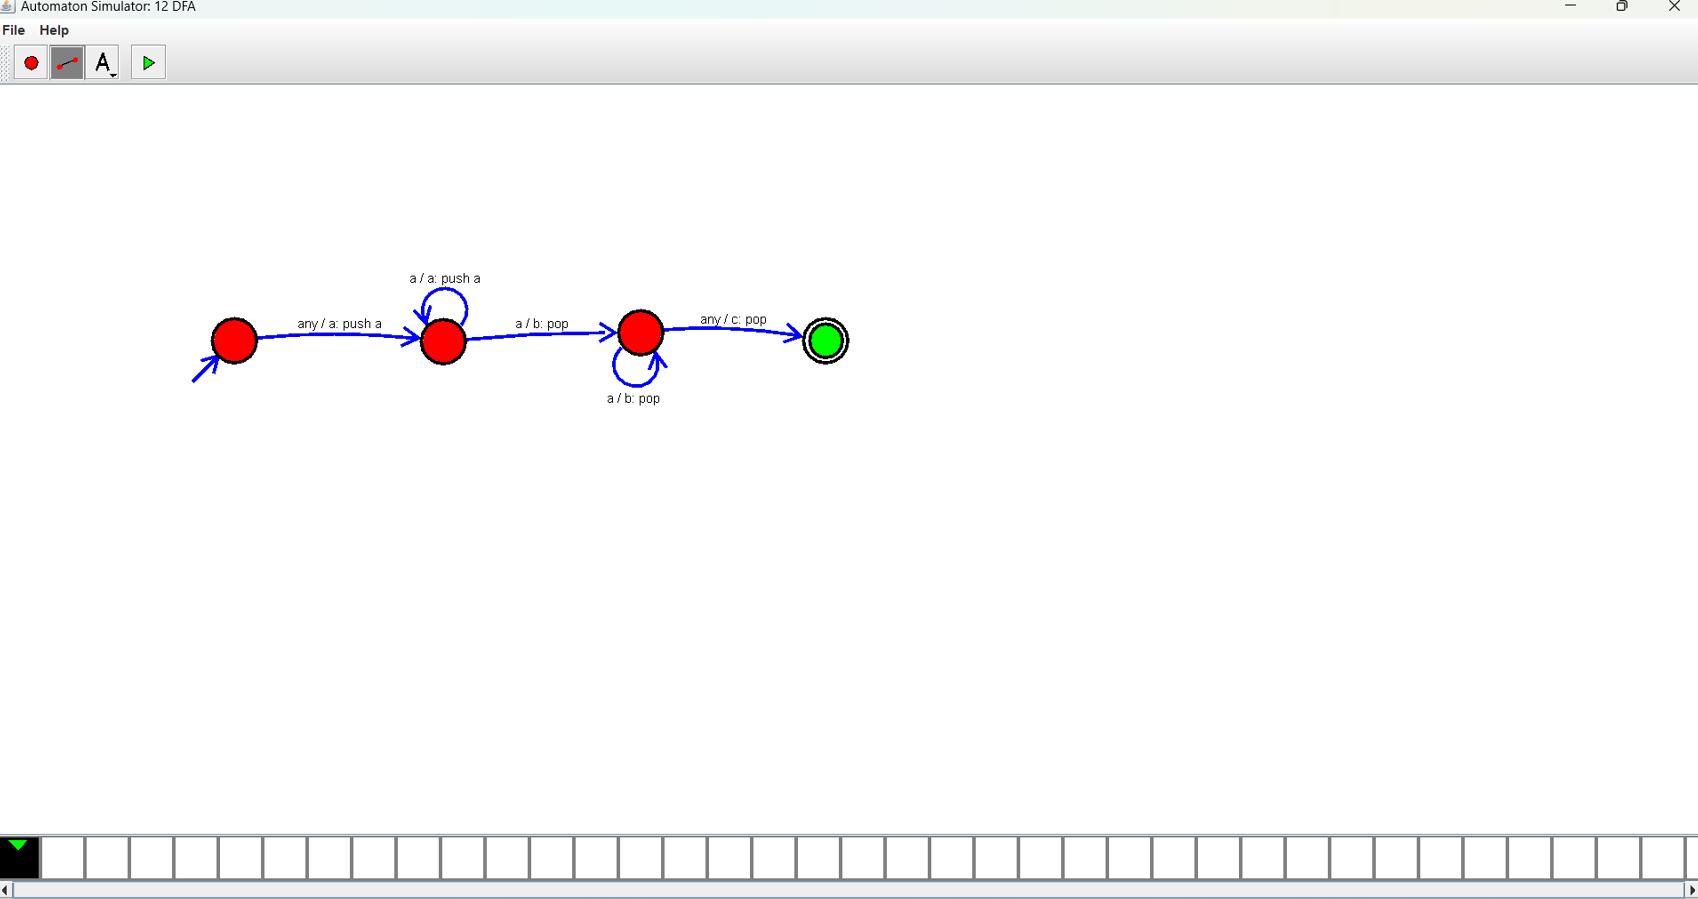 Automaton Simulator: 12 DFA
File Help
A
a / a: push a
any / a: push a
a / b: pop
any / c: pop
a / b: pop